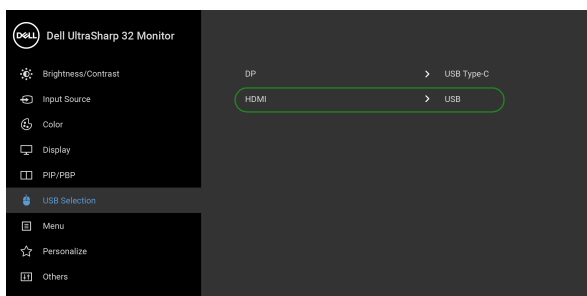 DELL Dell UltraSharp 32 Monitor
Brightness/Contrast
Input Source
Color
Display
PIP/PBP
USB Selection
Menu
Personalize
Others
DP > USB Type-C
HDMI > USB